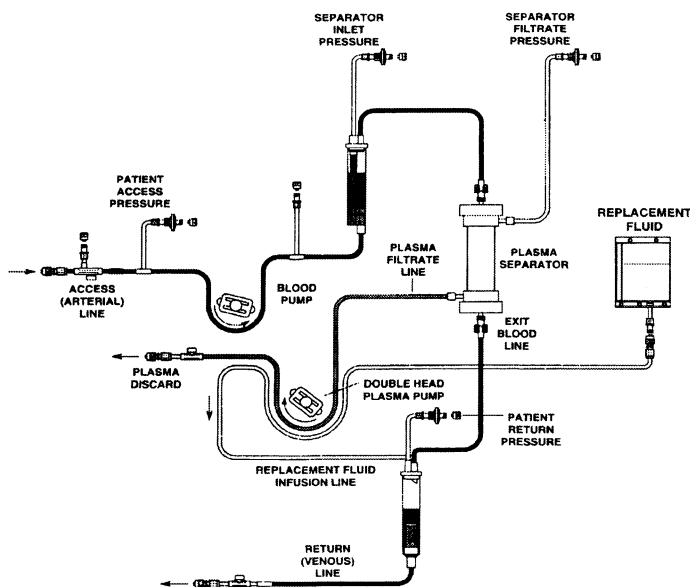 SEPARATOR
INLET
PRESSURE
SEPARATOR
FILTRATE
PRESSURE
PATIENT
ACCESS
PRESSURE
REPLACEMENT
FLUID
PLASMA
FILTRATE
LINE
PLASMA
SEPARATOR
ACCESS
(ARTERIAL)
LINE
BLOOD
PUMP
EXIT
BLOOD
LINE
PLASMA
DISCARD
DOUBLE HEAD
PLASMA PUMP
PATIENT
RETURN
PRESSURE
REPLACEMENT FLUID
INFUSION LINE
RETURN
(VENOUS)
LINE